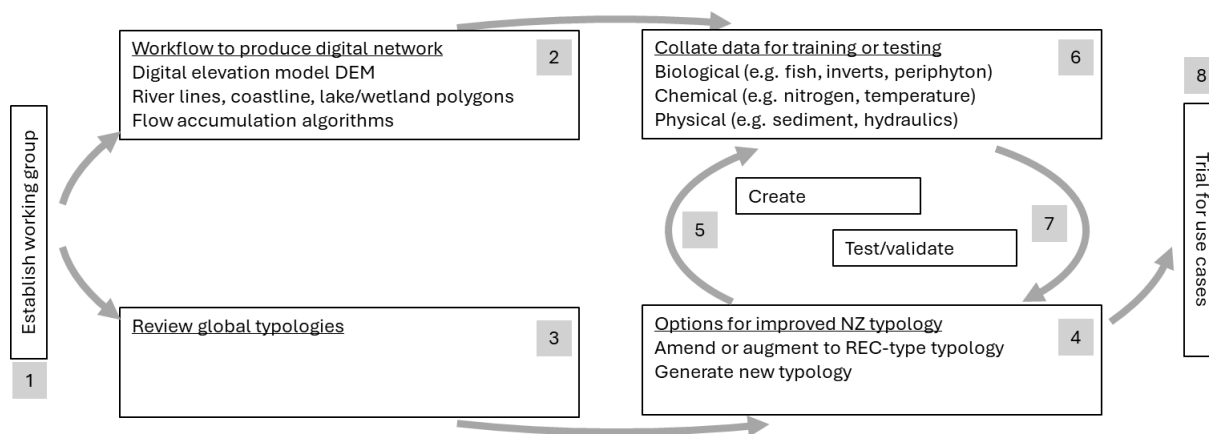 Establish working group
1
Workflow to produce digital network
2
Digital elevation model DEM
River lines, coastline, lake/wetland polygons
Flow accumulation algorithms
Review global typologies
3
Collate data for training or testing
6
Biological (e.g. fish, inverts, periphyton)
Chemical (e.g. nitrogen, temperature)
Physical (e.g. sediment, hydraulics)
Create
5
7
Test/validate
Options for improved NZ typology
4
Amend or augment to REC-type typology
Generate new typology
8
Trial for use cases